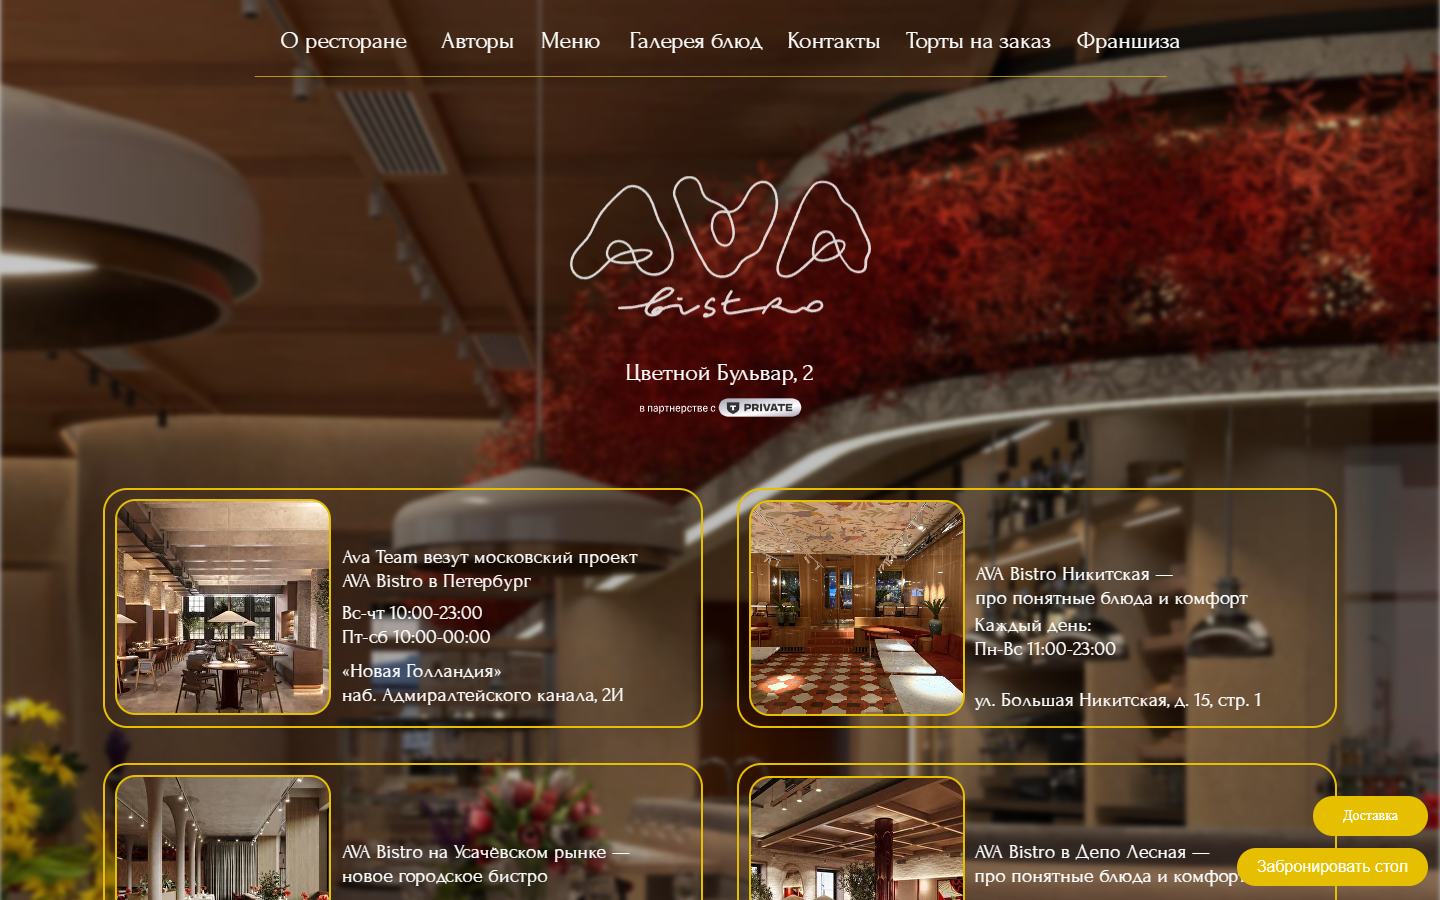 О ресторане Авторы Меню Галерея блюд Контакты Торты на заказ Франшиза
AVA
bistro
Цветной Бульвар, 2
в партнерстве с T PRIVATE
Ava Team везут московский проект
AVA Bistro в Петербург
Вс-чт 10:00-23:00
Пт-сб 10:00-00:00
«Новая Голландия»
наб. Адмиралтейского канала, 2И
AVA Bistro Никитская —
про понятные блюда и комфорт
Каждый день:
Пн-Вс 11:00-23:00
ул. Большая Никитская, д. 15, стр. 1
AVA Bistro на Усачёвском рынке —
новое городское бистро
AVA Bistro в Депо Лесная —
про понятные блюда и комфорт
Доставка
Забронировать стол